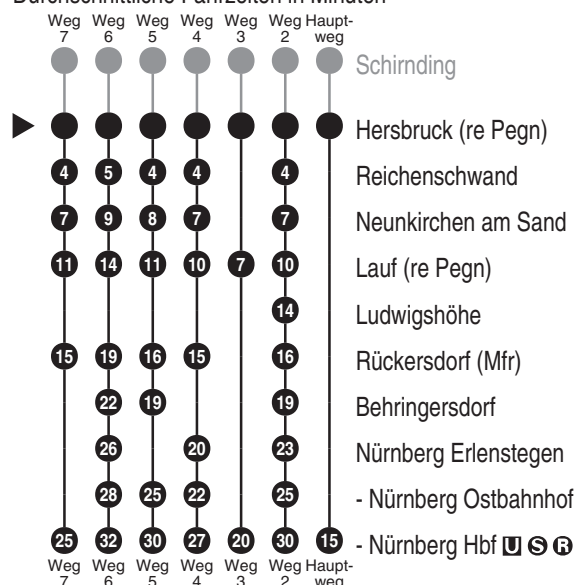 Durchschnittliche Fahrzeiten in Minuten
Weg Weg Weg Weg Weg Weg Haupt-
7 6 5 4 3 2 weg
Schirnding
Hersbruck (re Pegn)
4 5 4 4 4 Reichenschwand
7 9 8 7 7 Neunkirchen am Sand
11 14 11 10 7 10 Lauf (re Pegn)
14 Ludwigshöhe
15 19 16 15 16 Rückersdorf (Mfr)
22 19 19 Behringersdorf
26 20 23 Nürnberg Erlenstegen
28 25 22 25 - Nürnberg Ostbahnhof
25 32 30 27 20 30 15 - Nürnberg Hbf U S R
Weg Weg Weg Weg Weg Weg Haupt-
7 6 5 4 3 2 weg